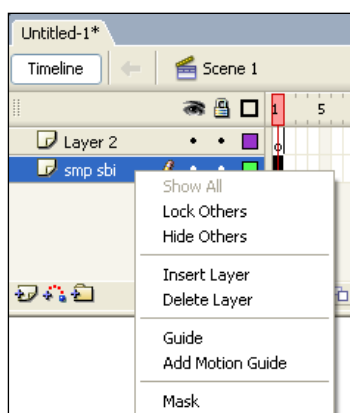 Untitled-1*
Timeline Scene 1
1 5
Layer 2
smp sbi
Show All
Lock Others
Hide Others
Insert Layer
Delete Layer
Guide
Add Motion Guide
Mask